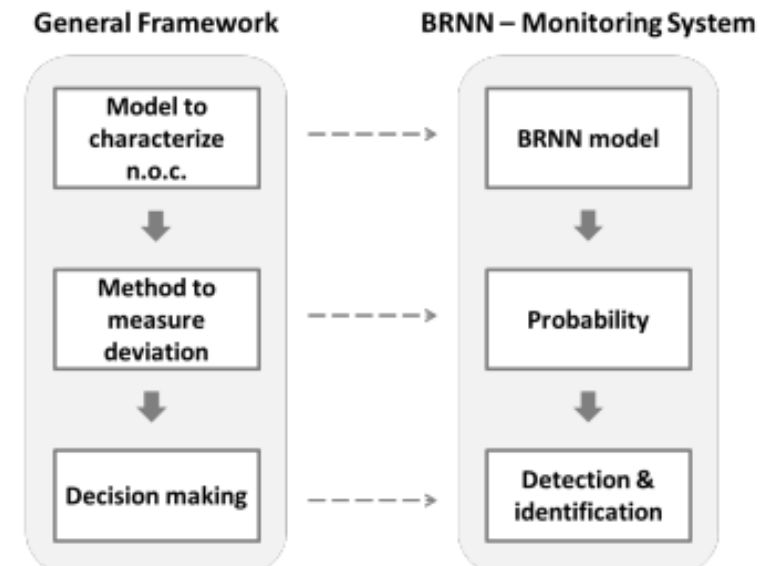 General Framework
BRNN – Monitoring System
Model to
characterize
n.o.c.
BRNN model
Method to
measure
deviation
Probability
Decision making
Detection &
identification